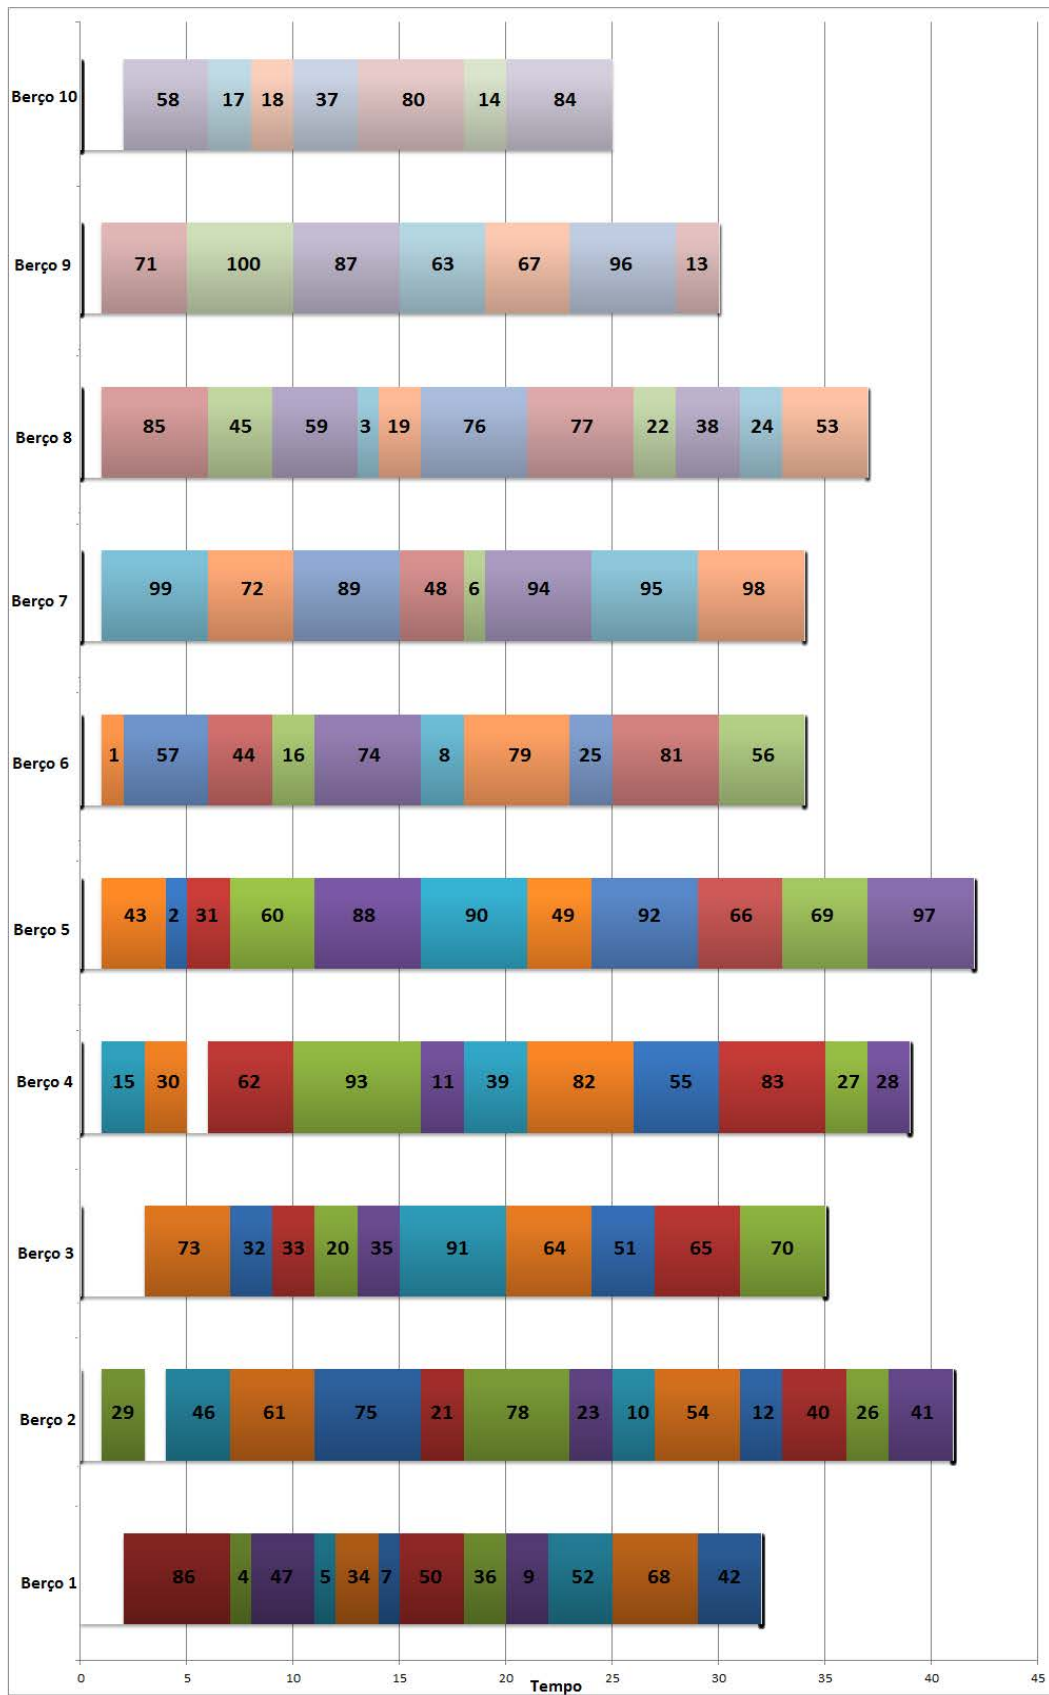 Berço 10 58 17 18 37 80 14 84
Berço 9 71 100 87 63 67 96 13
Berço 8 85 45 59 3 19 76 77 22 38 24 53
Berço 7 99 72 89 48 6 94 95 98
Berço 6 1 57 44 16 74 8 79 25 81 56
Berço 5 43 2 31 60 88 90 49 92 66 69 97
Berço 4 15 30 62 93 11 39 82 55 83 27 28
Berço 3 73 32 33 20 35 91 64 51 65 70
Berço 2 29 46 61 75 21 78 23 10 54 12 40 26 41
Berço 1 86 4 47 5 34 7 50 36 9 52 68 42
0 5 10 15 20 25 30 35 40 45
Tempo